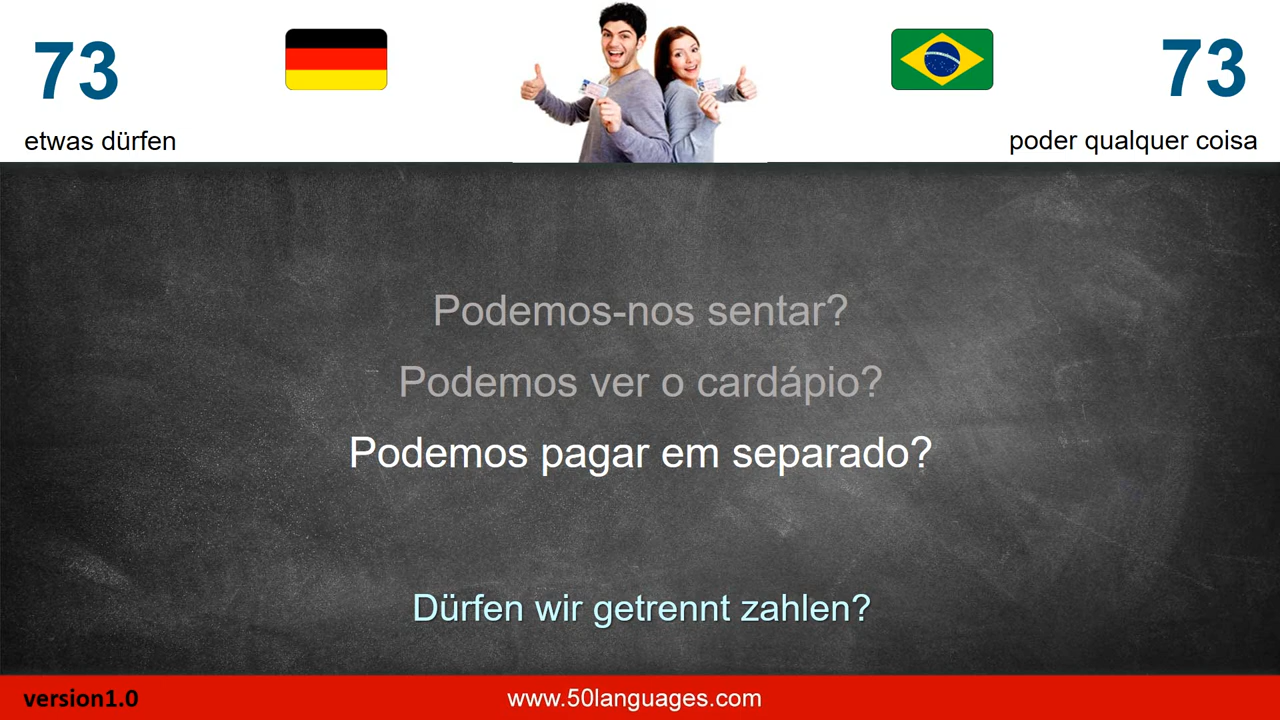 73
73
etwas dürfen
poder qualquer coisa
Podemos-nos sentar?
Podemos ver o cardápio?
Podemos pagar em separado?
Dürfen wir getrennt zahlen?
version1.0
www.50languages.com